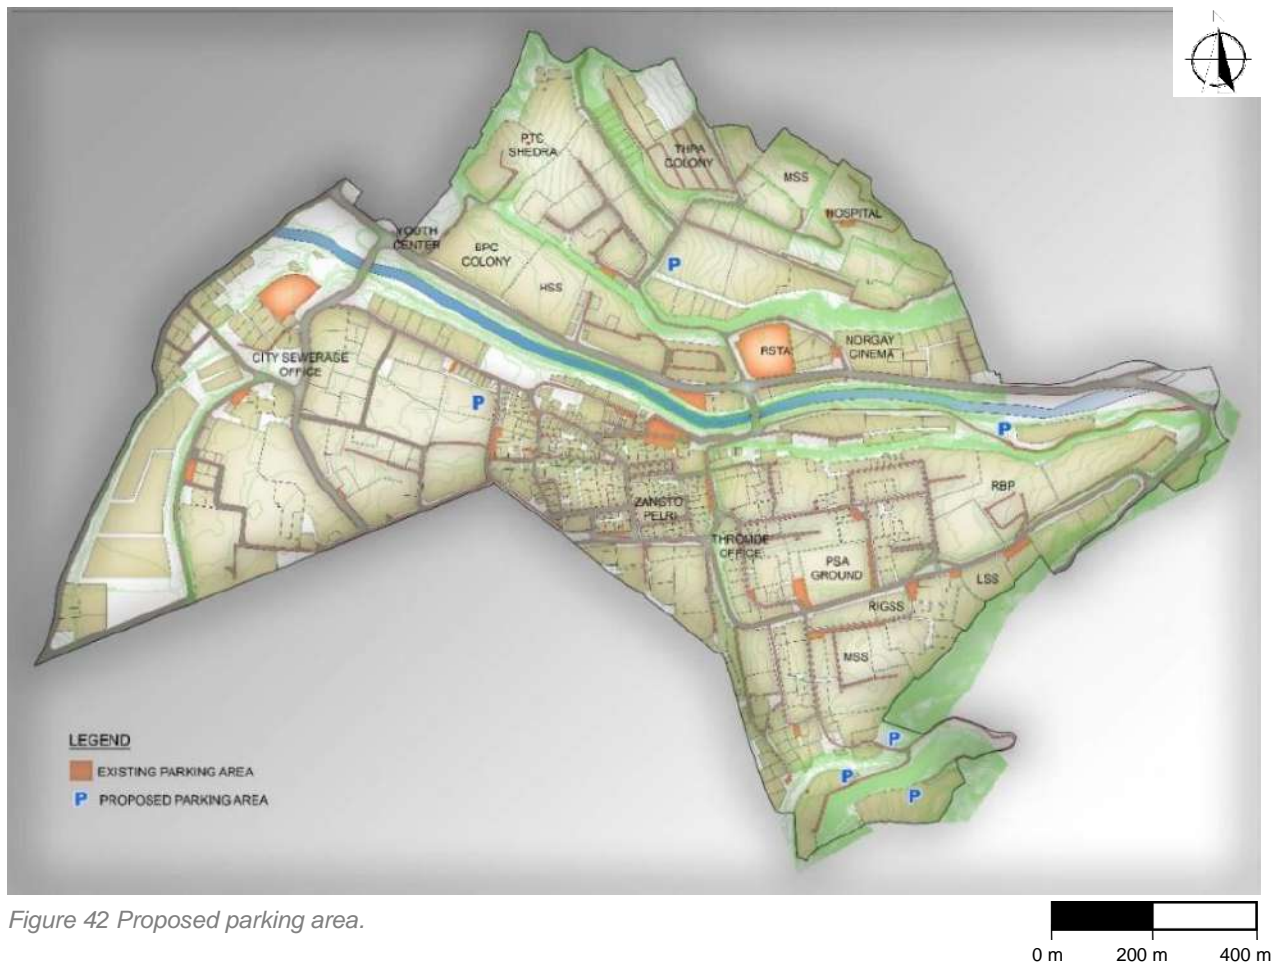 N
PTC
SHEDRA
THPA
COLONY
MSS
HOSPITAL
YOUTH
CENTER
BPC
COLONY
HSS
P
RSTA
NORGAY
CINEMA
CITY SEWERAGE
OFFICE
P
P
RBP
ZANGTO
PELRI
THROMDE
OFFICE
PSA
GROUND
LSS
RIGSS
MSS
P
P
P
LEGEND
EXISTING PARKING AREA
P PROPOSED PARKING AREA
Figure 42 Proposed parking area.
0 m 200 m 400 m